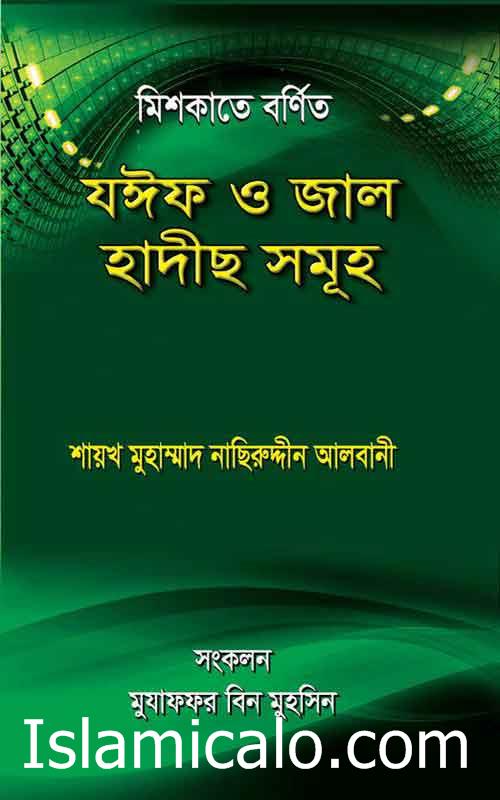 মিশকাতে বর্ণিত
যঈফ ও জাল
হাদীছ সমূহ
শায়খ মুহাম্মাদ নাছিরুদ্দীন আলবানী
সংকলন
মুযাফফর বিন মুহসিন
Islamicalo.com